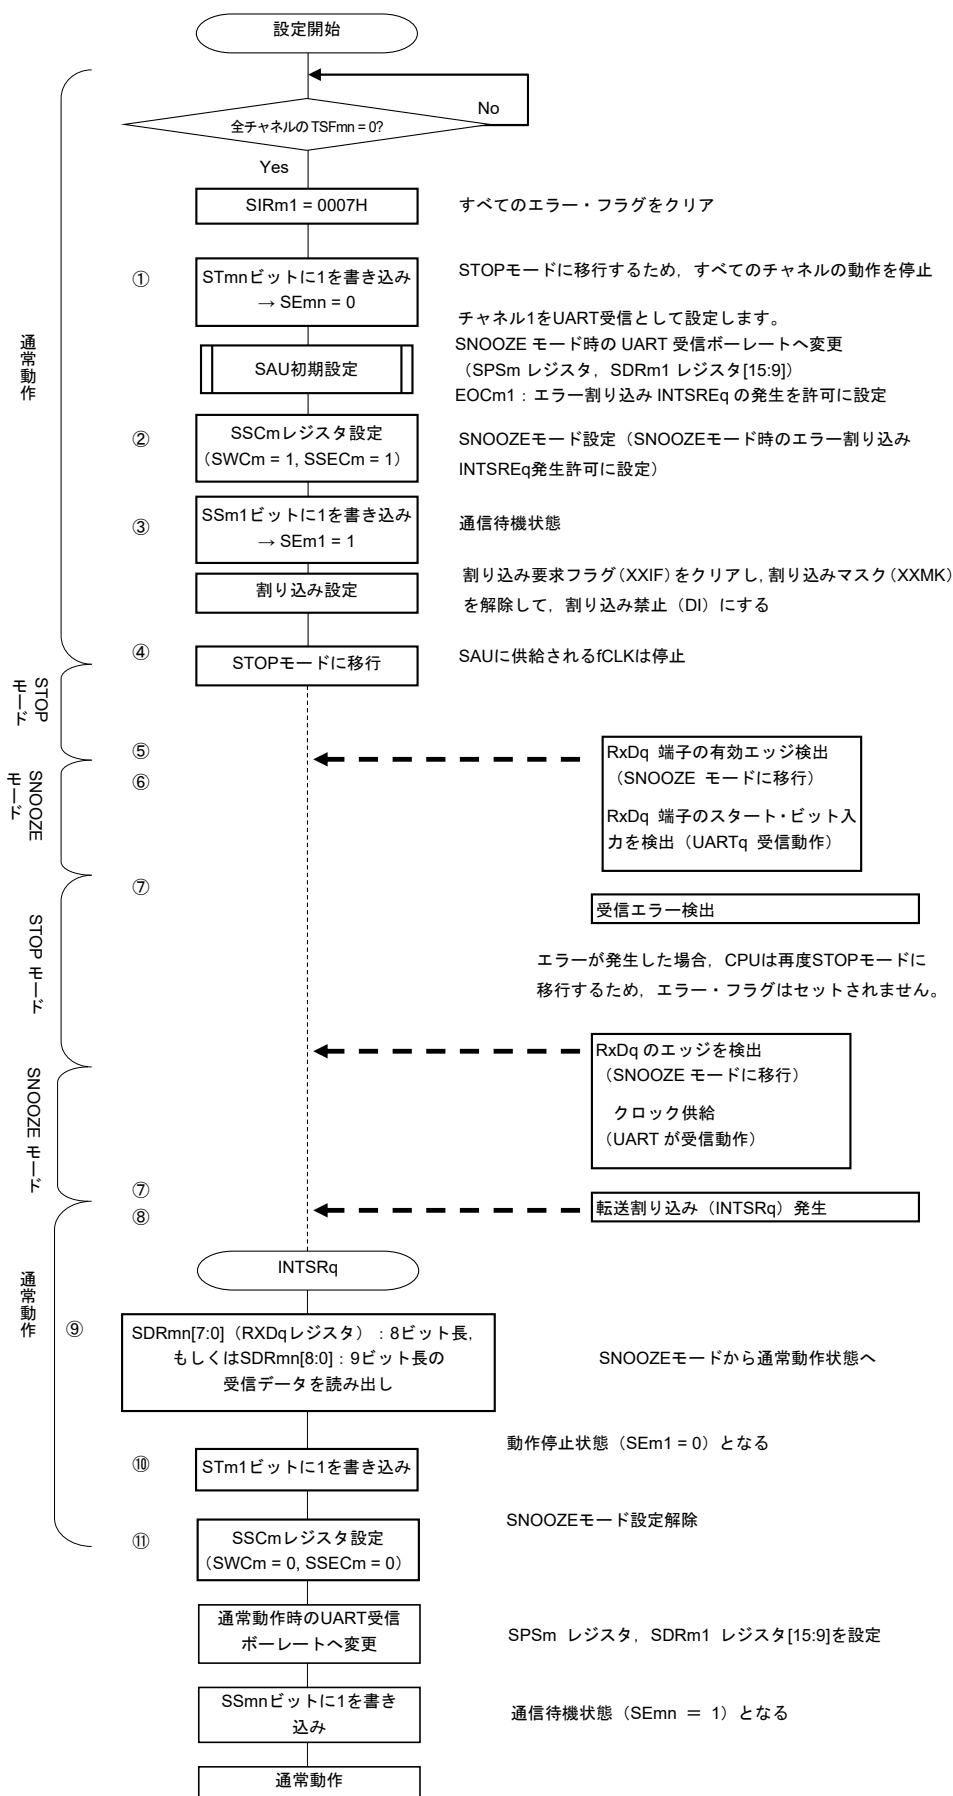 設定開始
No
全チャネルの TSFmn = 0?
Yes
SIRm1 = 0007H
すべてのエラー・フラグをクリア
①
STmnビットに1を書き込み
→ SEmn = 0
STOPモードに移行するため，すべてのチャネルの動作を停止
通常動作
SAU初期設定
チャネル1をUART受信として設定します。
SNOOZE モード時の UART 受信ボーレートへ変更
（SPSm レジスタ，SDRm1 レジスタ[15:9]）
EOCm1：エラー割り込み INTSREq の発生を許可に設定
②
SSCmレジスタ設定
（SWCm = 1, SSECm = 1）
SNOOZEモード設定（SNOOZEモード時のエラー割り込み
INTSREq発生許可に設定）
③
SSm1ビットに1を書き込み
→ SEm1 = 1
通信待機状態
割り込み設定
割り込み要求フラグ（XXIF）をクリアし，割り込みマスク（XXMK）
を解除して，割り込み禁止（DI）にする
④
STOPモードに移行
SAUに供給されるfCLKは停止
STOP
モード
⑤
RxDq 端子の有効エッジ検出
（SNOOZE モードに移行）
SNOOZE
モード
⑥
RxDq 端子のスタート・ビット入
力を検出（UARTq 受信動作）
⑦
受信エラー検出
STOP モード
エラーが発生した場合，CPUは再度STOPモードに
移行するため，エラー・フラグはセットされません。
RxDq のエッジを検出
（SNOOZE モードに移行）
クロック供給
（UART が受信動作）
SNOOZE モード
⑦
⑧
転送割り込み（INTSRq）発生
INTSRq
通常動作
⑨
SDRmn[7:0]（RXDqレジスタ）：8ビット長，
もしくはSDRmn[8:0]：9ビット長の
受信データを読み出し
SNOOZEモードから通常動作状態へ
⑩
STm1ビットに1を書き込み
動作停止状態（SEm1 = 0）となる
⑪
SSCmレジスタ設定
（SWCm = 0, SSECm = 0）
SNOOZEモード設定解除
通常動作時のUART受信
ボーレートへ変更
SPSm レジスタ，SDRm1 レジスタ[15:9]を設定
SSmnビットに1を書き
込み
通信待機状態（SEmn ＝ 1）となる
通常動作